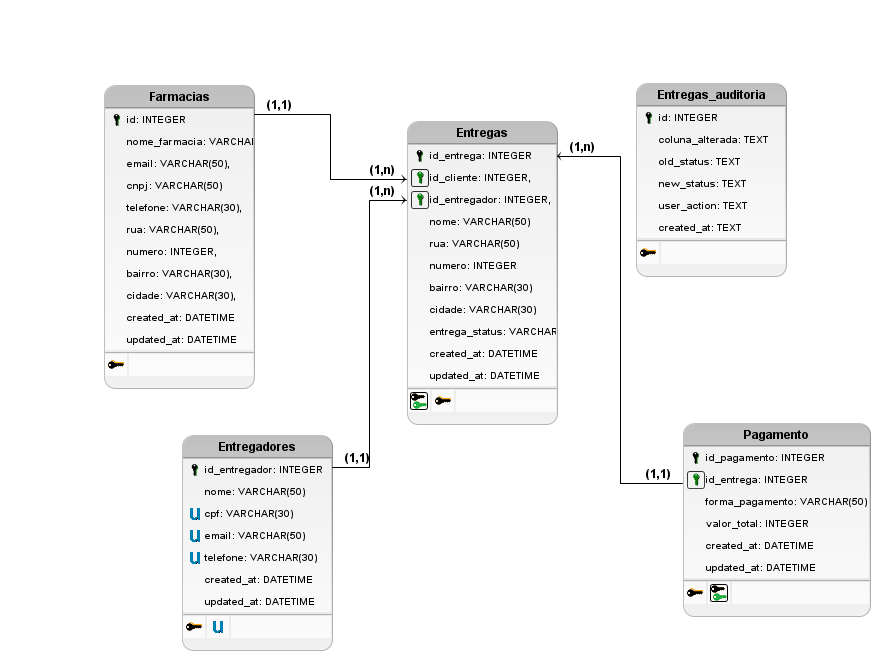 Farmacias
id: INTEGER
nome_farmacia: VARCHA
email: VARCHAR(50),
cnpj: VARCHAR(50)
telefone: VARCHAR(30),
rua: VARCHAR(50),
numero: INTEGER,
bairro: VARCHAR(30),
cidade: VARCHAR(30),
created_at: DATETIME
updated_at: DATETIME
(1,1)
(1,n)
(1,n)
Entregas
id_entrega: INTEGER
id_cliente: INTEGER,
id_entregador: INTEGER,
nome: VARCHAR(50)
rua: VARCHAR(50)
numero: INTEGER
bairro: VARCHAR(30)
cidade: VARCHAR(30)
entrega_status: VARCHAR
created_at: DATETIME
updated_at: DATETIME
(1,n)
Entregas_auditoria
id: INTEGER
coluna_alterada: TEXT
old_status: TEXT
new_status: TEXT
user_action: TEXT
created_at: TEXT
Entregadores
id_entregador: INTEGER
nome: VARCHAR(50)
u cpf: VARCHAR(30)
u email: VARCHAR(50)
u telefone: VARCHAR(30)
created_at: DATETIME
updated_at: DATETIME
u
(1,1)
(1,1)
Pagamento
id_pagamento: INTEGER
id_entrega: INTEGER
forma_pagamento: VARCHAR(50)
valor_total: INTEGER
created_at: DATETIME
updated_at: DATETIME